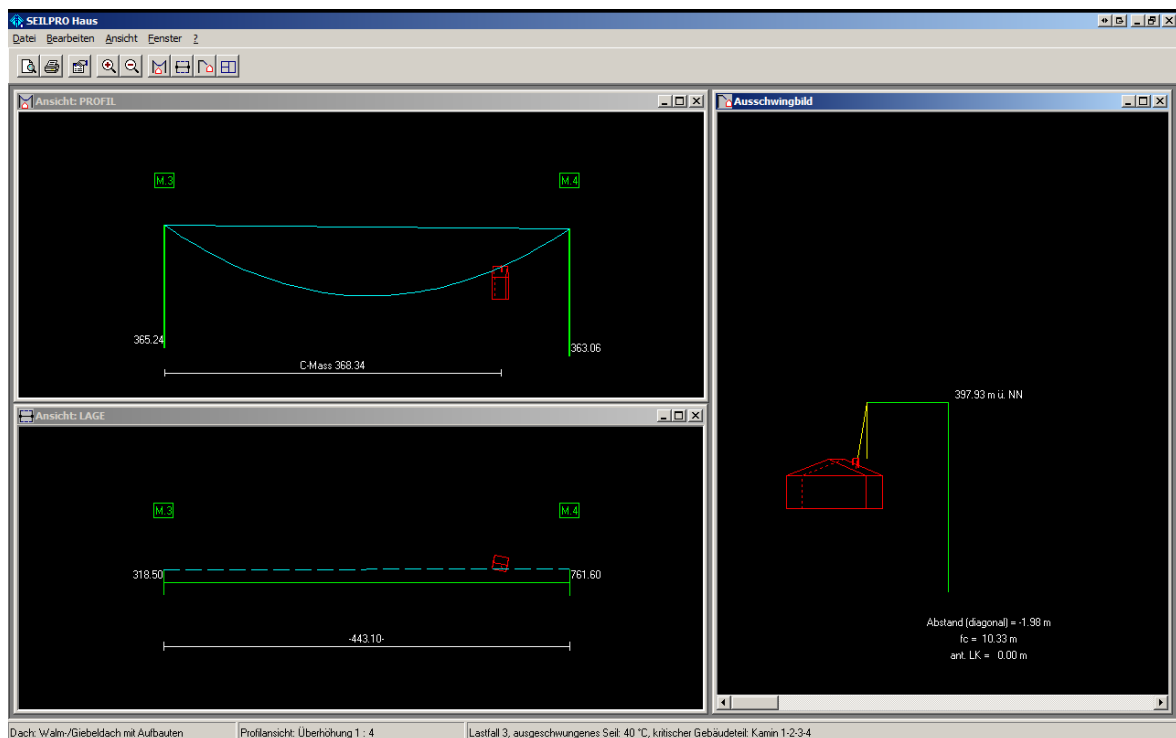 SEILPRO Haus
Datei Bearbeiten Ansicht Fenster ?
Ansicht: PROFIL
M.3
M.4
365.24
363.06
C-Mass 368.34
Ansicht: LAGE
M.3
M.4
318.50
761.60
-443.10-
Ausschwingbild
397.93 m ü. NN
Abstand (diagonal) = -1.98 m
fc = 10.33 m
ant. LK = 0.00 m
Dach: Walm-/Giebeldach mit Aufbauten
Profilansicht: Überhöhung 1 : 4
Lastfall 3, ausgeschwungenes Seil: 40 °C, kritischer Gebäudeteil: Kamin 1-2-3-4